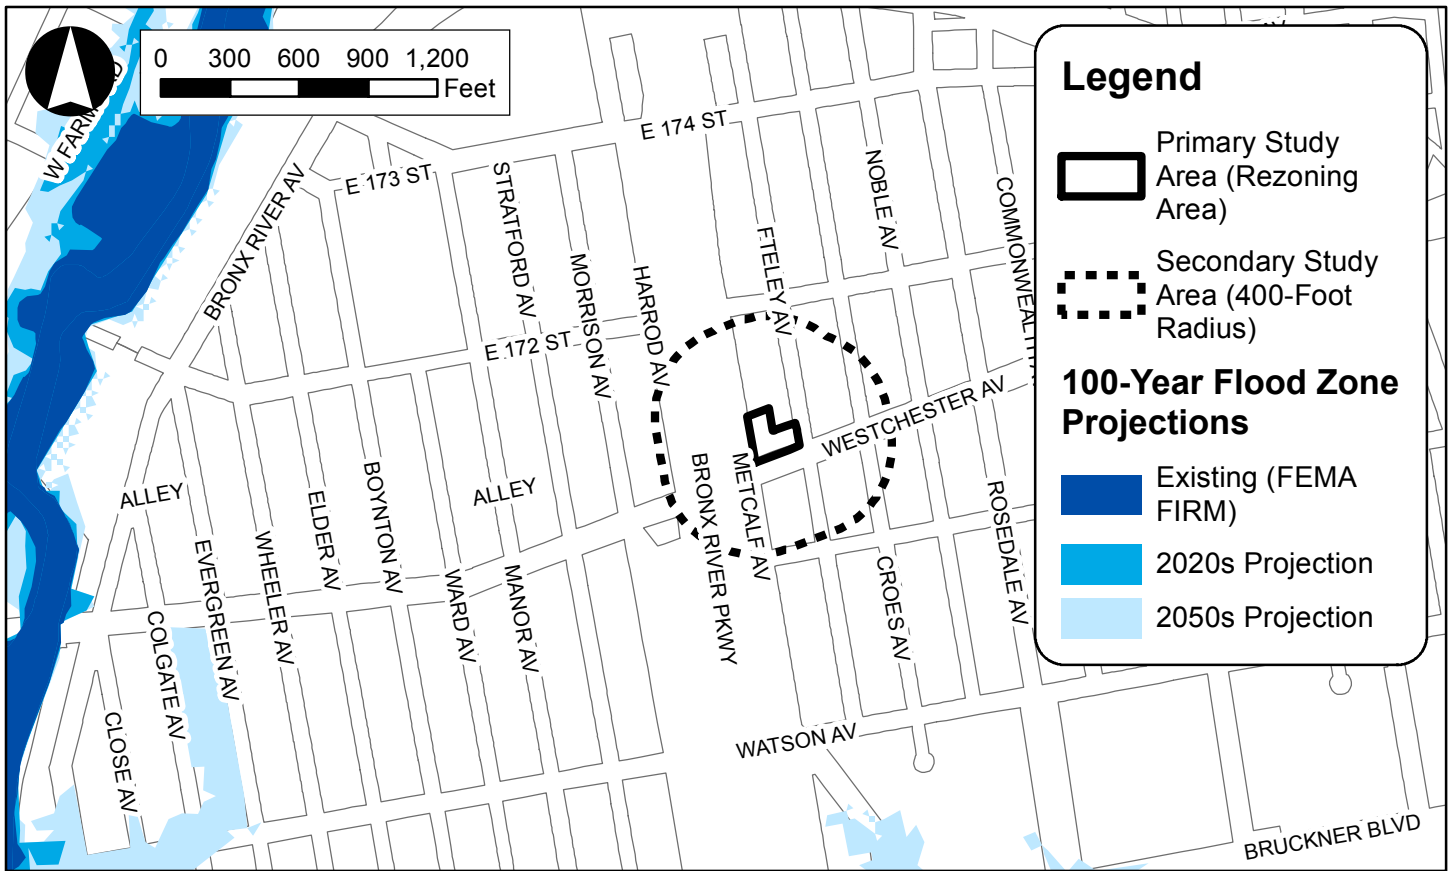 0 300 600 900 1,200
Feet
W FARM
E 174 ST
E 173 ST
BRONX RIVER AV
STRATFORD AV
NOBLE AV
COMMONWEALTH
FTELEY AV
MORRISON AV
HARROD AV
E 172 ST
WESTCHESTER AV
ALLEY
ALLEY
BOYNTON AV
ELDER AV
BRONX RIVER PKWY
METCALF AV
ROSEDALE AV
EVERGREEN AV
WHEELER AV
WARD AV
MANOR AV
CROES AV
COLGATE AV
CLOSE AV
WATSON AV
BRUCKNER BLVD
Legend
Primary Study
Area (Rezoning
Area)
Secondary Study
Area (400-Foot
Radius)
100-Year Flood Zone
Projections
Existing (FEMA
FIRM)
2020s Projection
2050s Projection